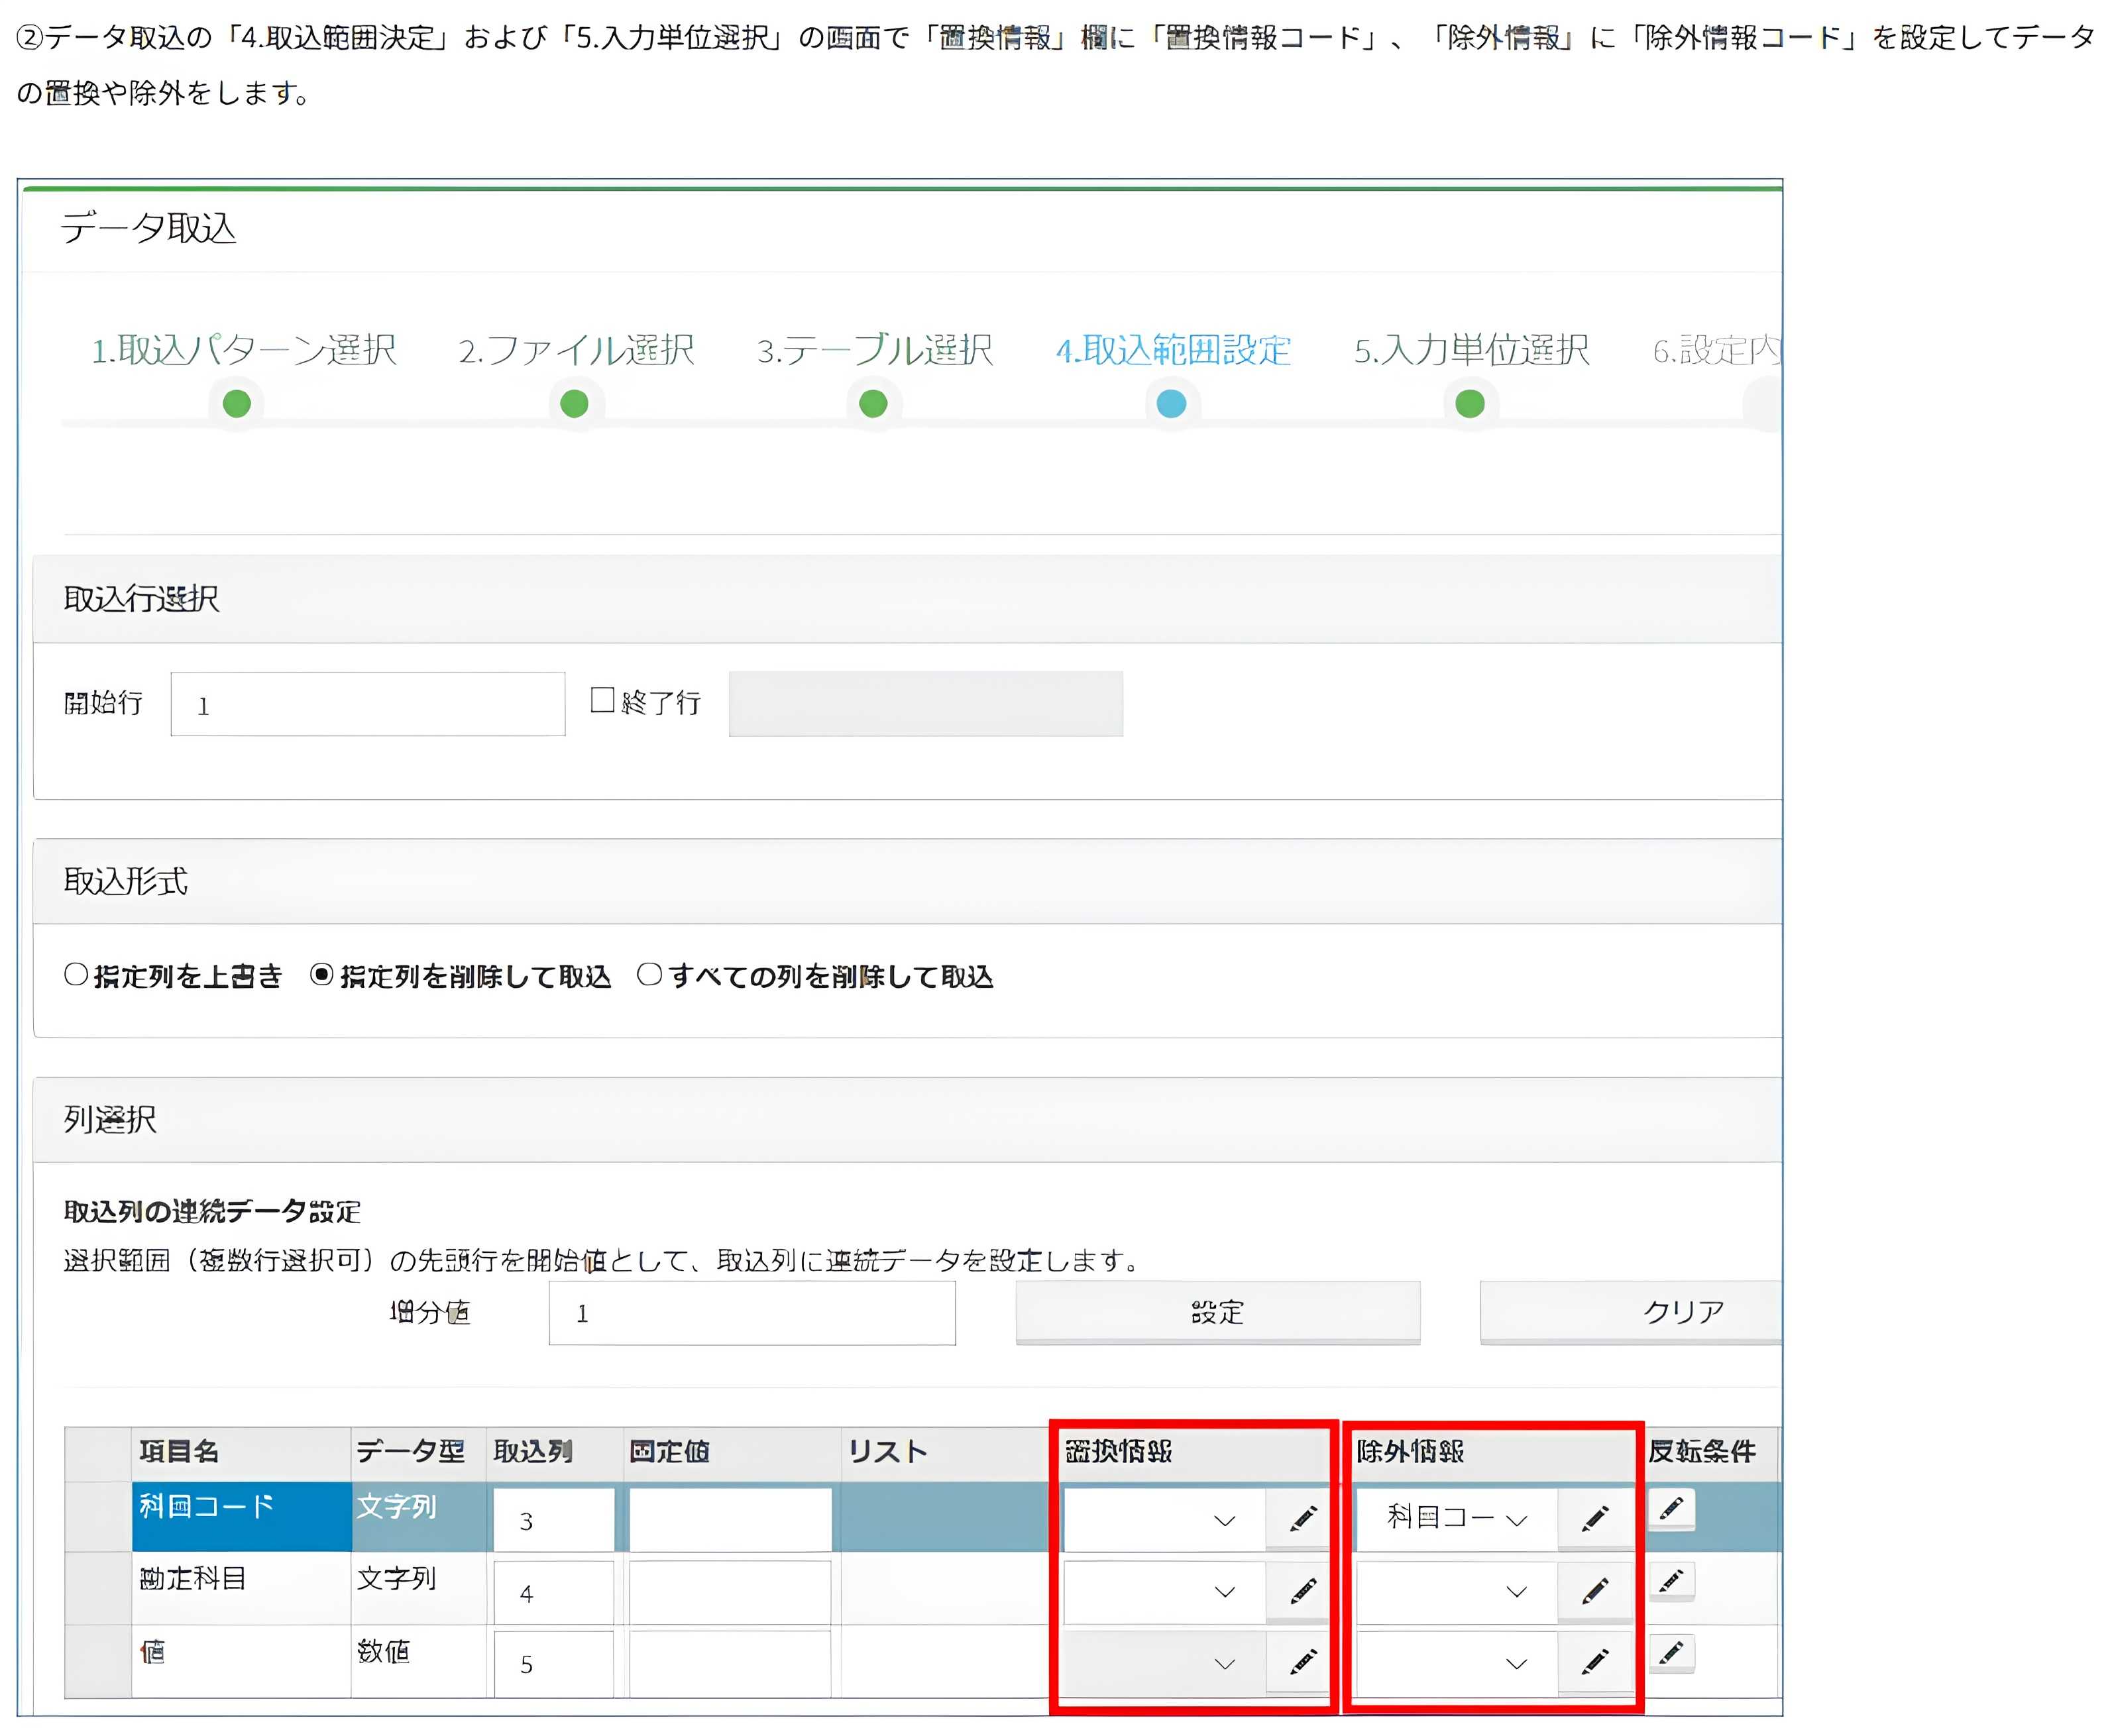 ②データ取込の「4.取込範囲決定」および「5.入力単位選択」の画面で「置換情報」欄に「置換情報コード」、「除外情報」に「除外情報コード」を設定してデータ
の置換や除外をします。
データ取込
1.取込パターン選択 2.ファイル選択 3.テーブル選択 4.取込範囲設定 5.入力単位選択 6.設定内
取込行選択
開始行 1 終了行
取込形式
指定列を上書き 指定列を削除して取込 すべての列を削除して取込
列選択
取込列の連続データ設定
選択範囲（複数行選択可）の先頭行を開始値として、取込列に連続データを設定します。
増分値 1 設定 クリア
項目名 データ型 取込列 固定値 リスト 置換情報 除外情報 反転条件
科目コード 文字列 3 科目コー
勘定科目 文字列 4
値 数値 5